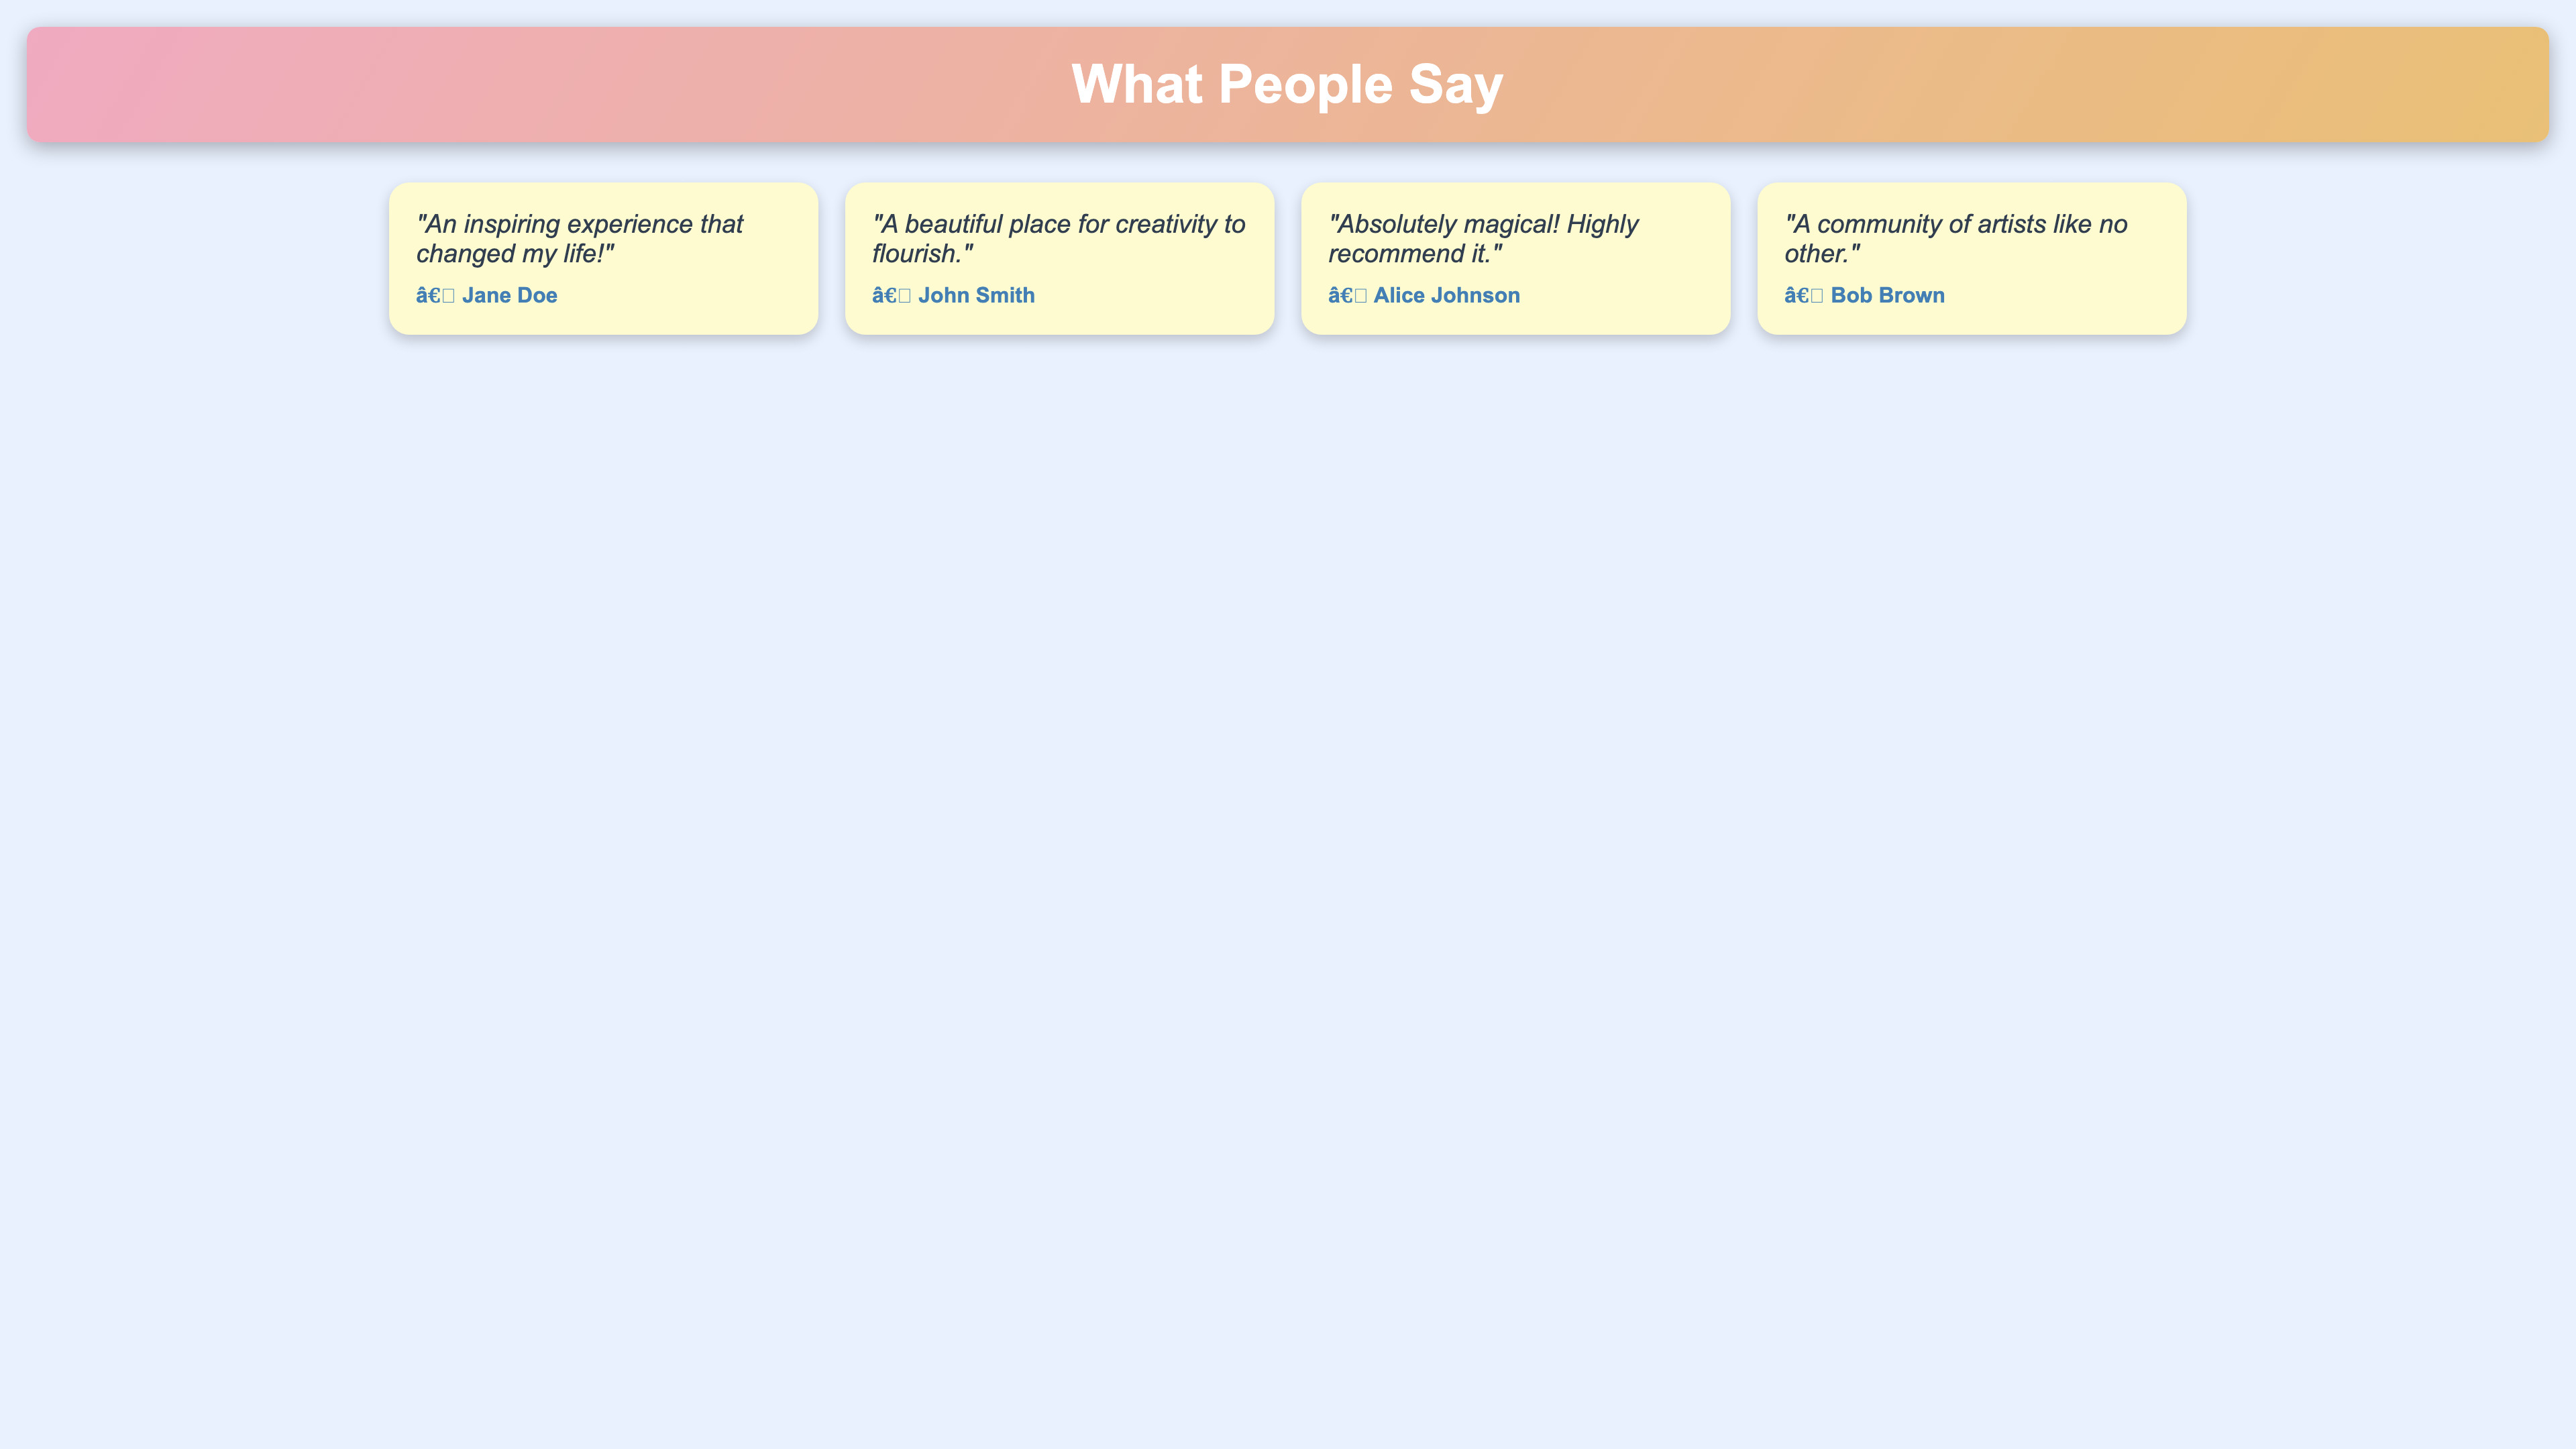 What People Say
"An inspiring experience that
changed my life!"
â€□ Jane Doe
"A beautiful place for creativity to
flourish."
â€□ John Smith
"Absolutely magical! Highly
recommend it."
â€□ Alice Johnson
"A community of artists like no
other."
â€□ Bob Brown